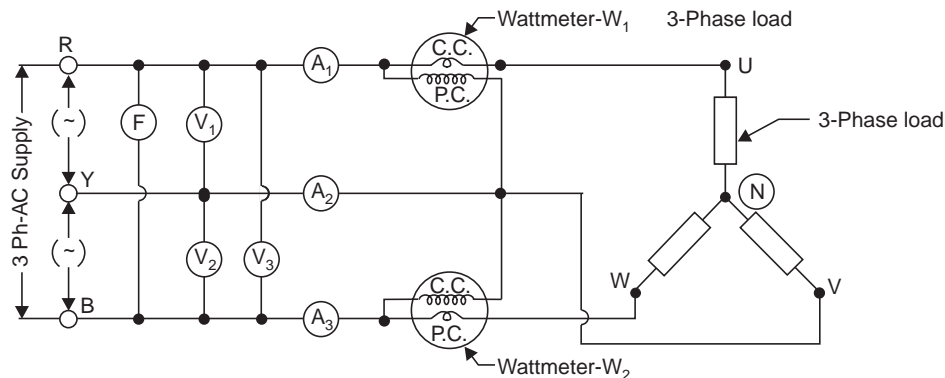 Wattmeter-W₁
3-Phase load
R
A₁
C.C.
P.C.
U
3 Ph-AC Supply
(~)
F
V₁
3-Phase load
Y
A₂
N
(~)
V₂
V₃
W
V
B
A₃
C.C.
P.C.
Wattmeter-W₂